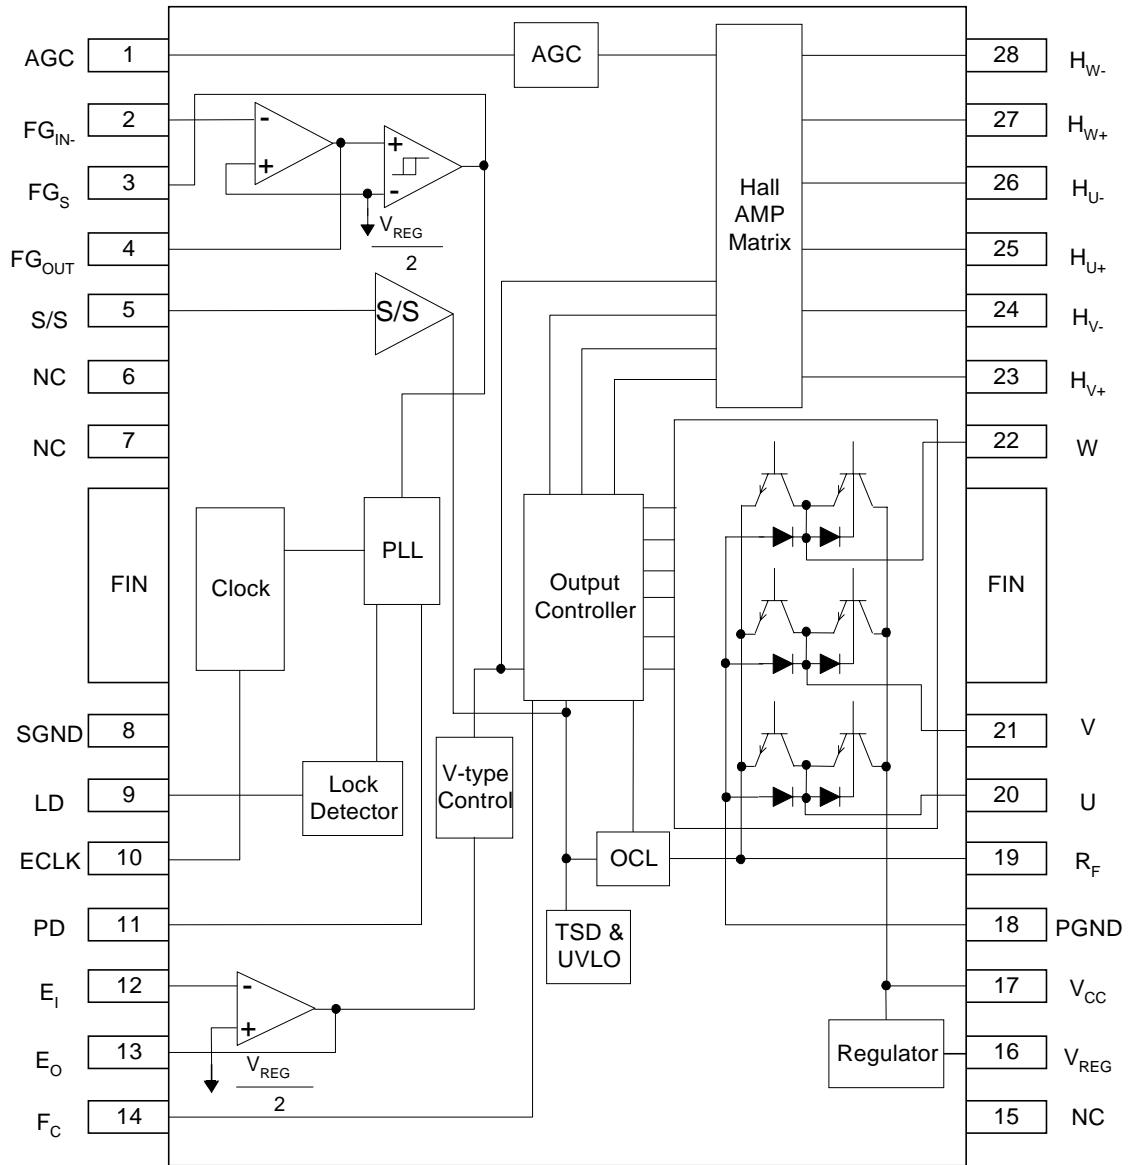 AGC 1 AGC 28 H_W-
FG_IN- 2 - + 27 H_W+
FG_S 3 + - Hall AMP Matrix 26 H_U-
V_REG / 2
FG_OUT 4 25 H_U+
S/S 5 S/S 24 H_V-
NC 6 23 H_V+
NC 7 22 W
FIN Clock PLL Output Controller FIN
SGND 8 21 V
V-type Control
LD 9 Lock Detector 20 U
ECLK 10 OCL 19 R_F
PD 11 TSD & UVLO 18 PGND
E_I 12 - + 17 V_CC
E_O 13 V_REG / 2 Regulator 16 V_REG
F_C 14 15 NC